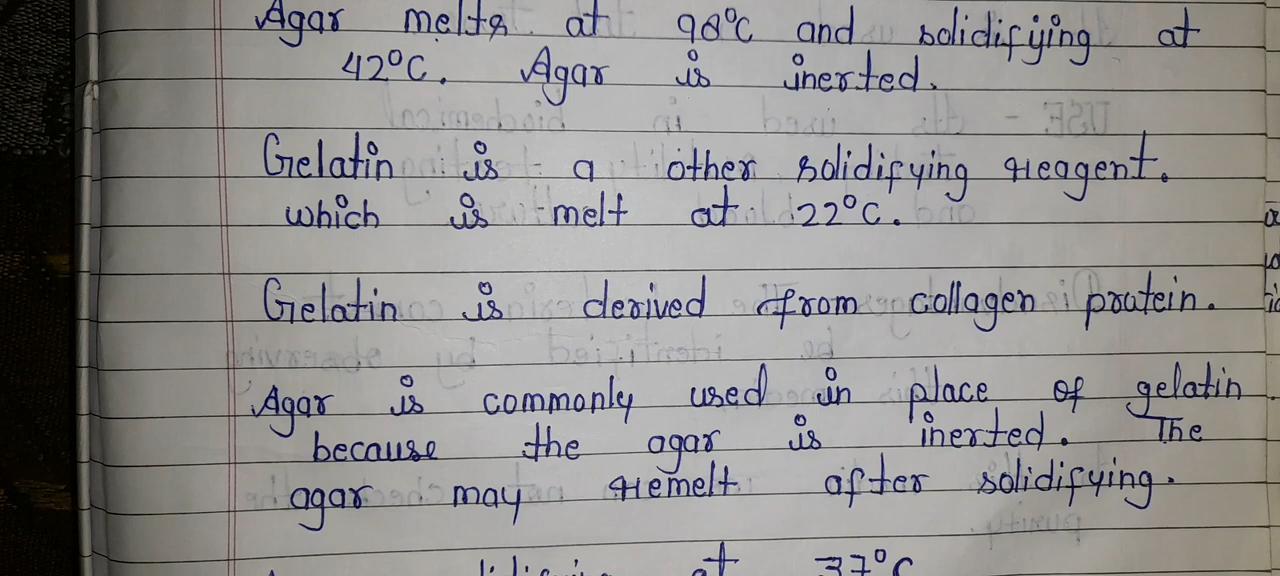 Agar melts at 98°C and solidifying at
42°C. Agar is inerted.
Gelatin is a other solidifying reagent.
which is melt at 22°C.
Gelatin is derived from collagen protein.
Agar is commonly used in place of gelatin
because the agar is inerted. The
agar may remelt after solidifying.
at 37°C